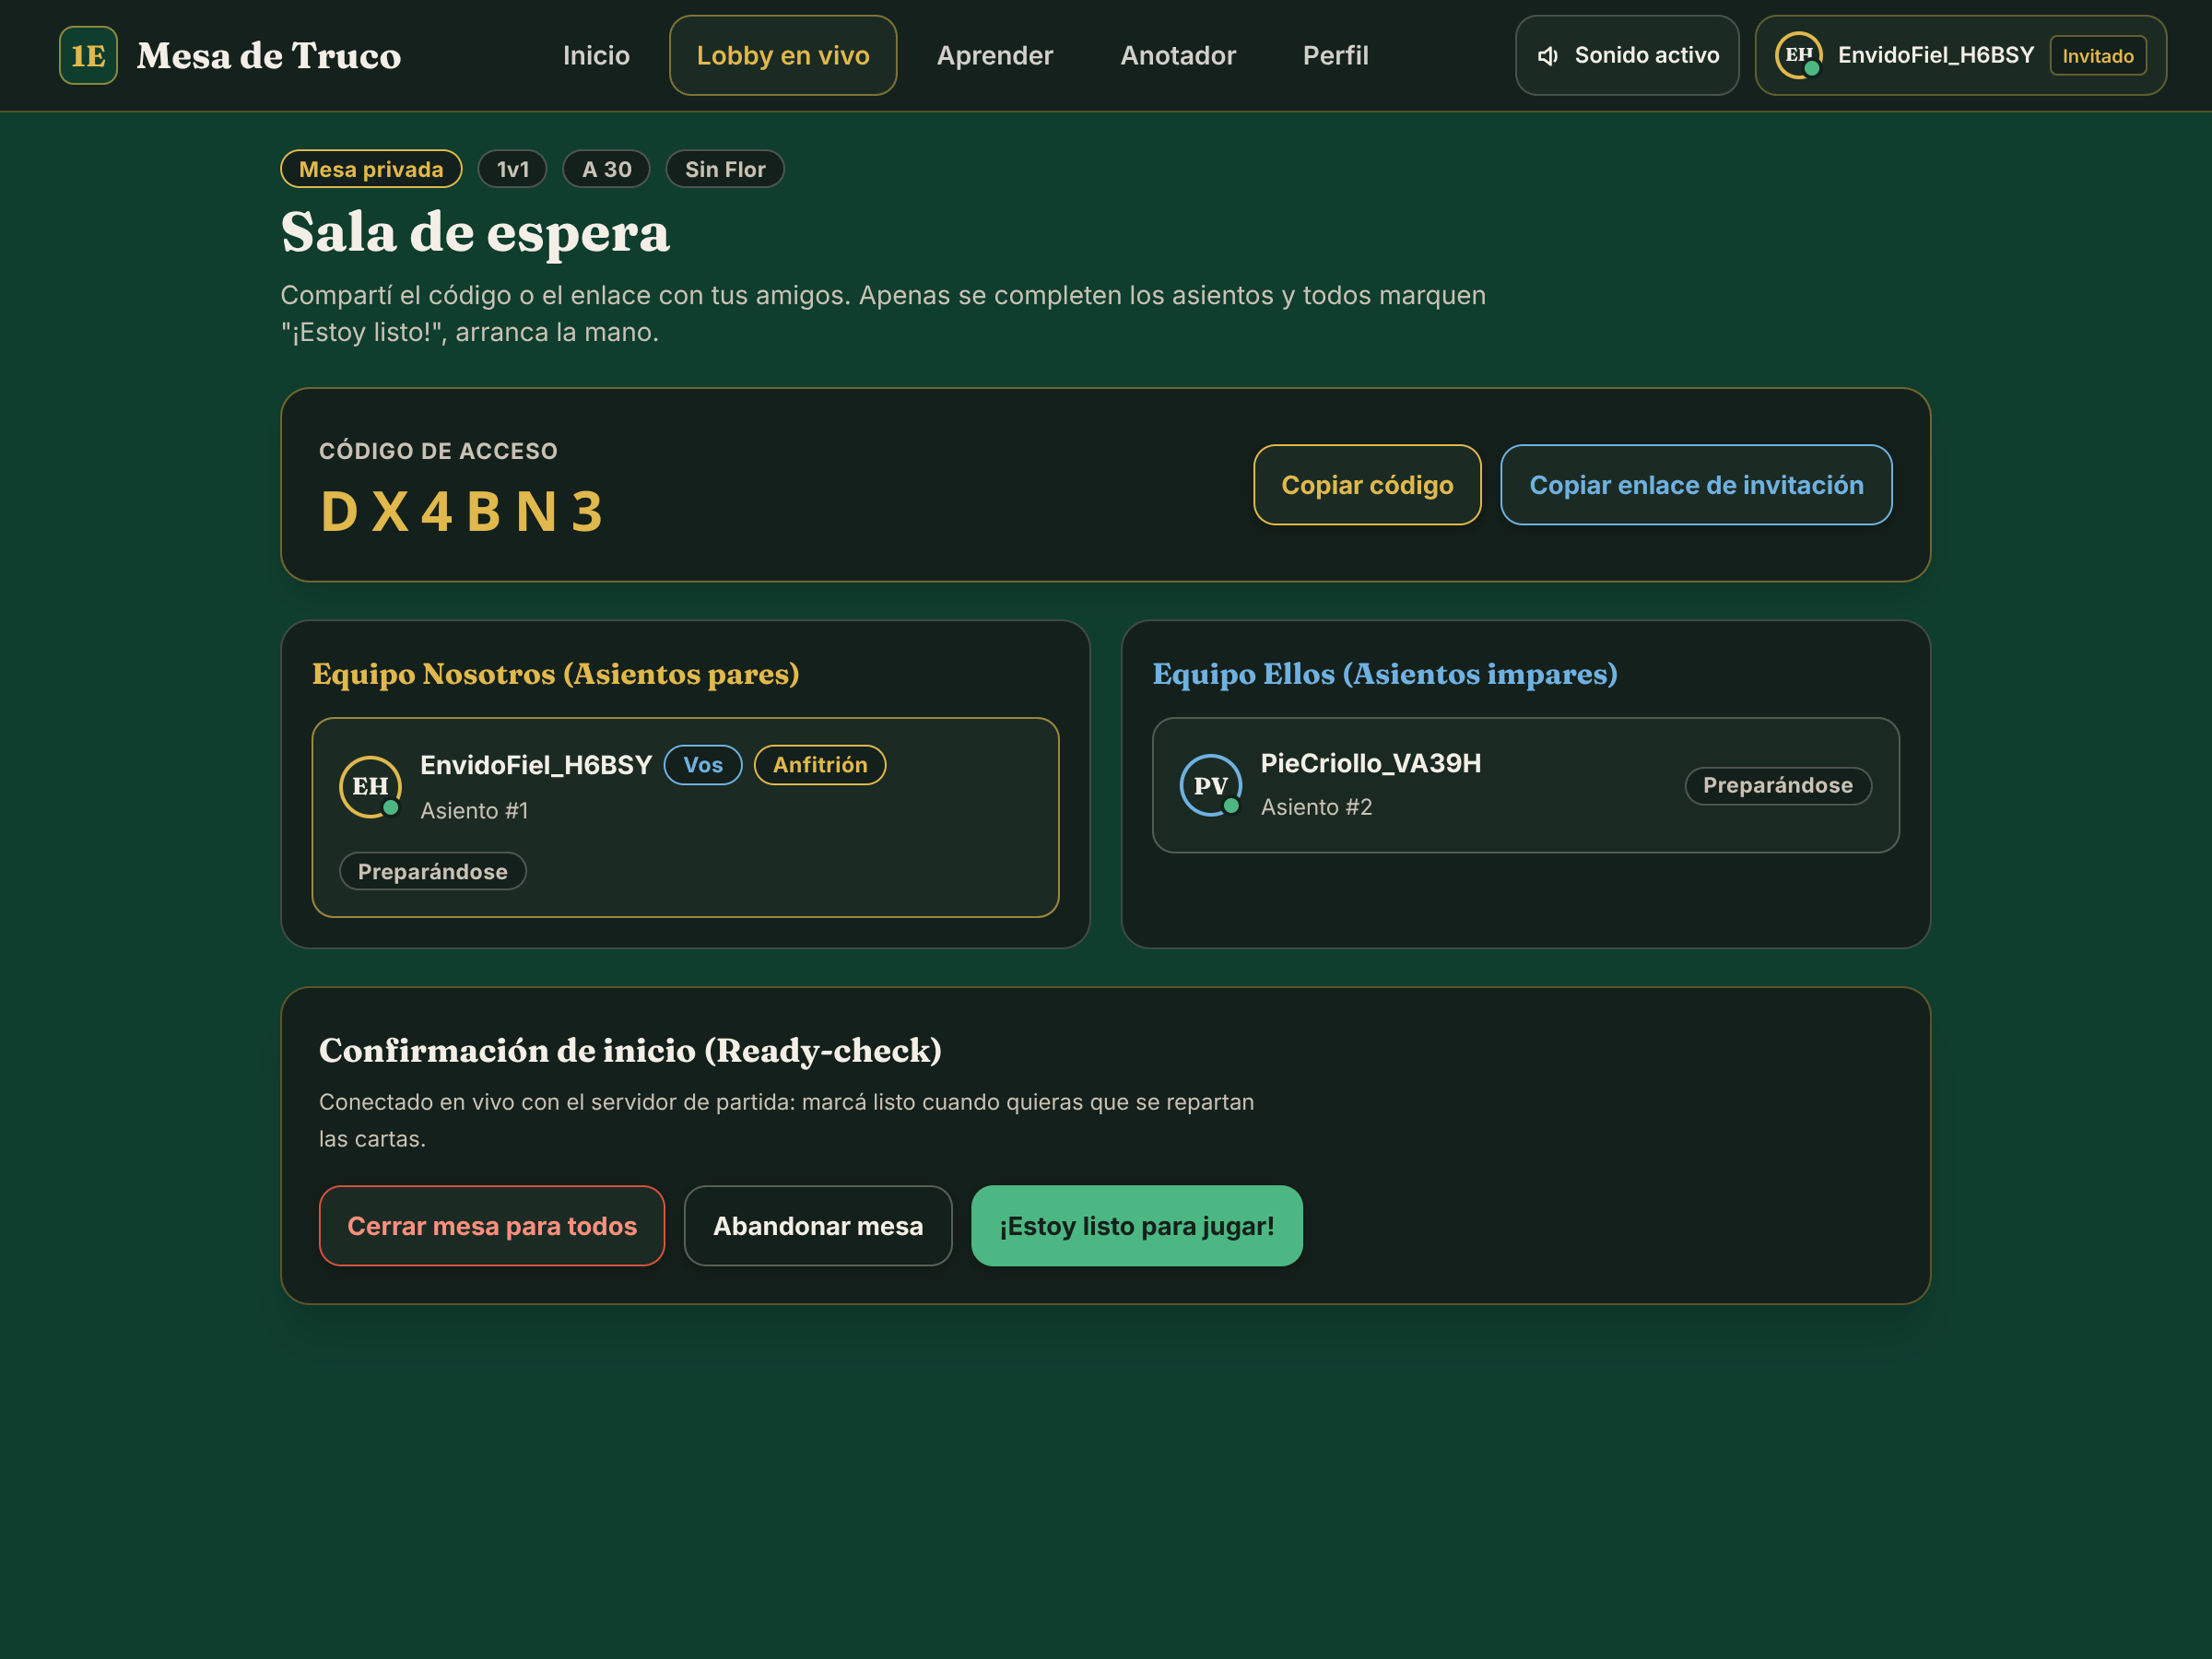 1E Mesa de Truco Inicio Lobby en vivo Aprender Anotador Perfil Sonido activo EH EnvidoFiel_H6BSY Invitado
Mesa privada 1v1 A 30 Sin Flor
Sala de espera
Compartí el código o el enlace con tus amigos. Apenas se completen los asientos y todos marquen
"¡Estoy listo!", arranca la mano.
CÓDIGO DE ACCESO
DX4BN3
Copiar código Copiar enlace de invitación
Equipo Nosotros (Asientos pares)
EH EnvidoFiel_H6BSY Vos Anfitrión
Asiento #1
Preparándose
Equipo Ellos (Asientos impares)
PV PieCriollo_VA39H
Asiento #2
Preparándose
Confirmación de inicio (Ready-check)
Conectado en vivo con el servidor de partida: marcá listo cuando quieras que se repartan
las cartas.
Cerrar mesa para todos Abandonar mesa ¡Estoy listo para jugar!